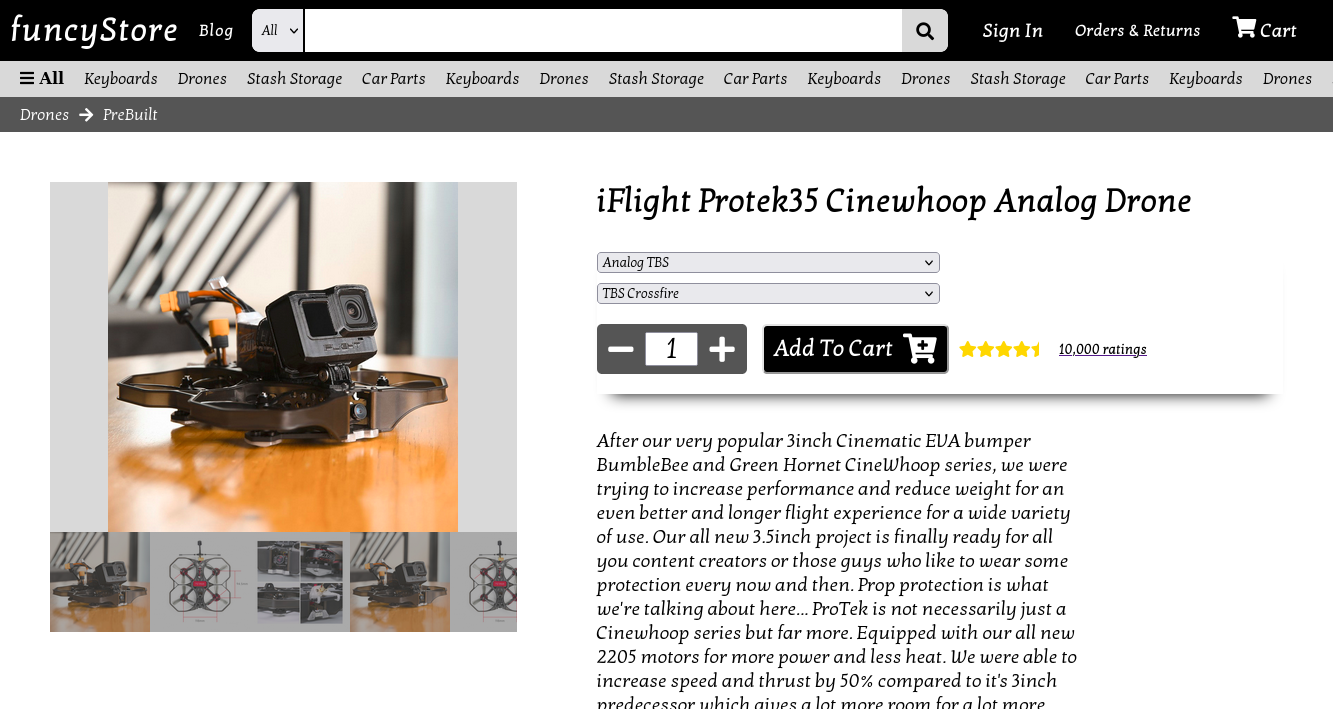 funcyStore Blog All Sign In Orders & Returns Cart
All Keyboards Drones Stash Storage Car Parts Keyboards Drones Stash Storage Car Parts Keyboards Drones Stash Storage Car Parts Keyboards Drones
Drones PreBuilt
iFlight Protek35 Cinewhoop Analog Drone
Analog TBS
TBS Crossfire
1 Add To Cart 10,000 ratings
After our very popular 3inch Cinematic EVA bumper
BumbleBee and Green Hornet CineWhoop series, we were
trying to increase performance and reduce weight for an
even better and longer flight experience for a wide variety
of use. Our all new 3.5inch project is finally ready for all
you content creators or those guys who like to wear some
protection every now and then. Prop protection is what
we're talking about here... ProTek is not necessarily just a
Cinewhoop series but far more. Equipped with our all new
2205 motors for more power and less heat. We were able to
increase speed and thrust by 50% compared to it's 3inch
predecessor which gives a lot more room for a lot more